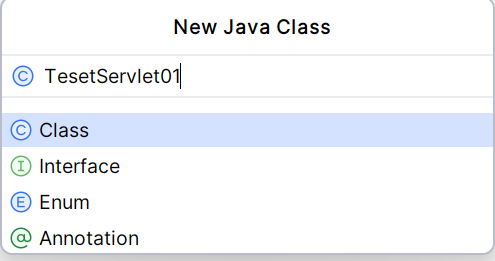 New Java Class
C TesetServlet01
C Class
I Interface
E Enum
@ Annotation